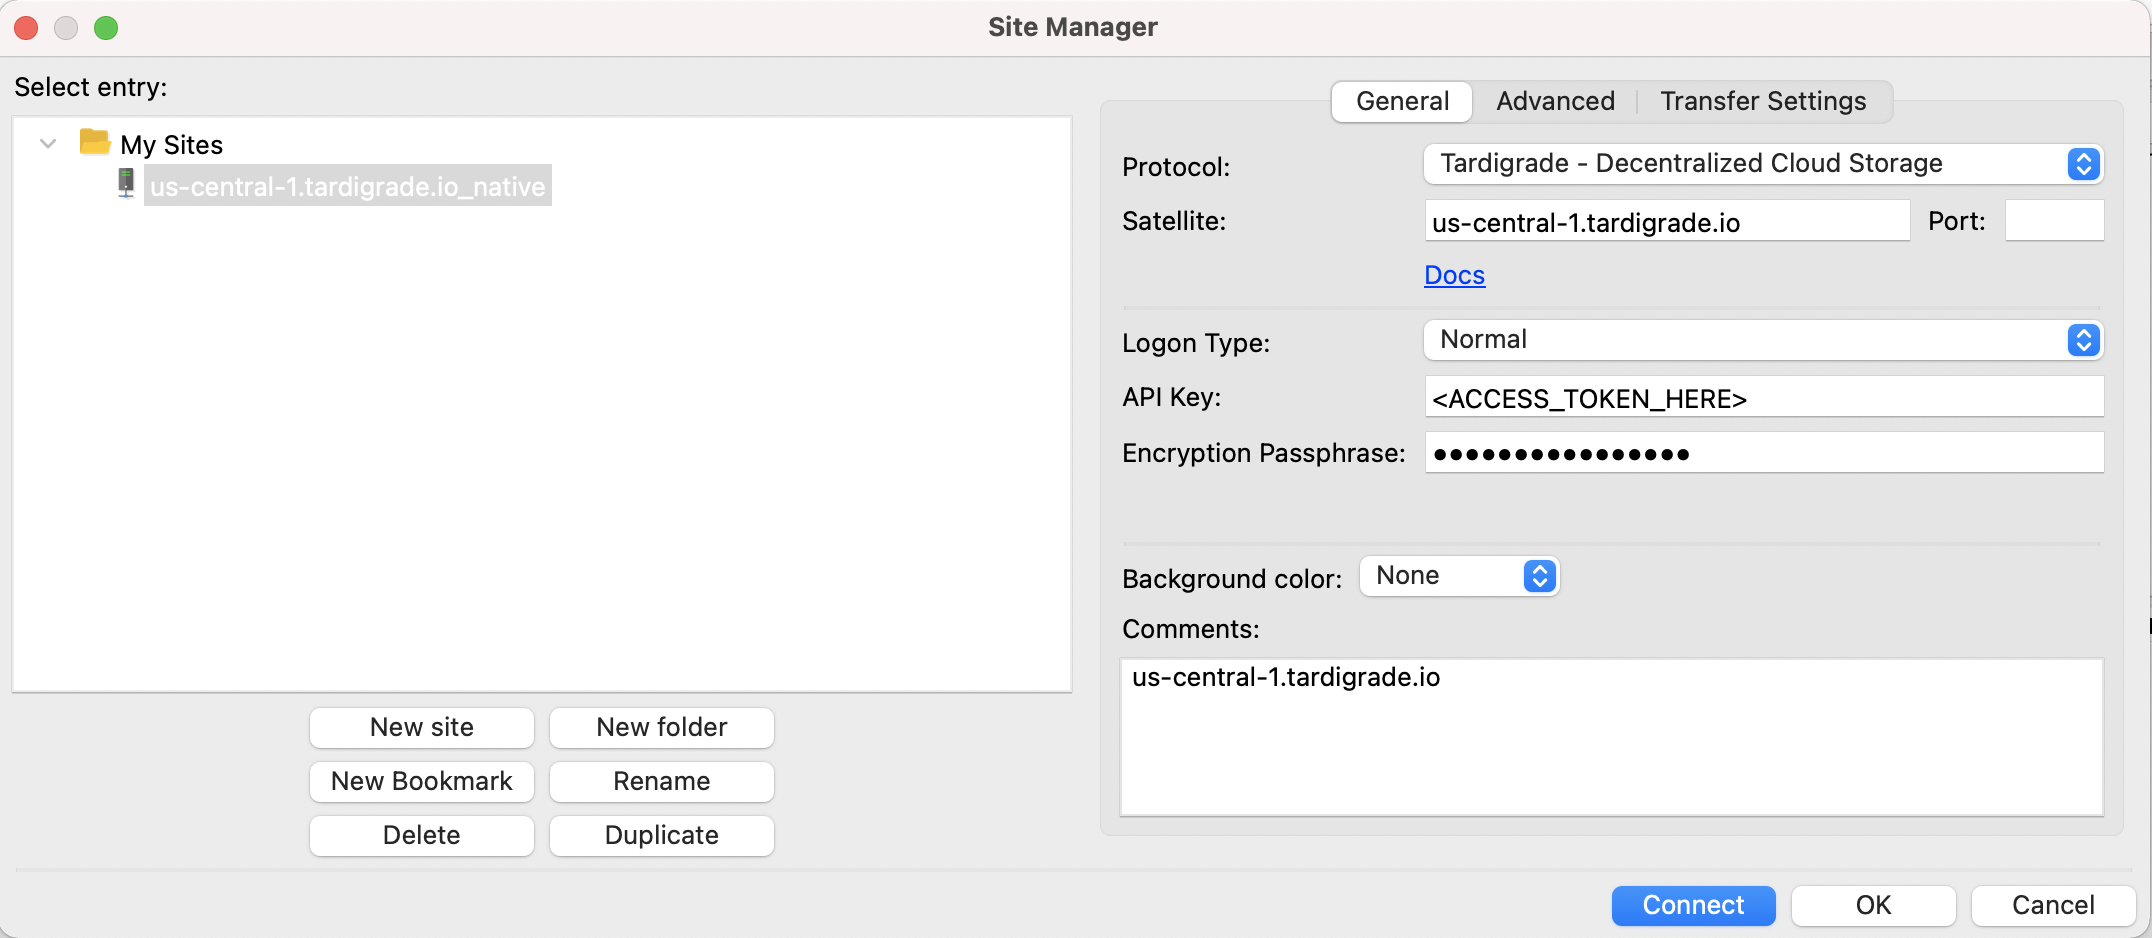 Site Manager
Select entry:
My Sites
us-central-1.tardigrade.io_native
New site
New folder
New Bookmark
Rename
Delete
Duplicate
General
Advanced
Transfer Settings
Protocol:
Tardigrade - Decentralized Cloud Storage
Satellite:
us-central-1.tardigrade.io
Port:
Docs
Logon Type:
Normal
API Key:
<ACCESS_TOKEN_HERE>
Encryption Passphrase:
●●●●●●●●●●●●●●●●
Background color:
None
Comments:
us-central-1.tardigrade.io
Connect
OK
Cancel